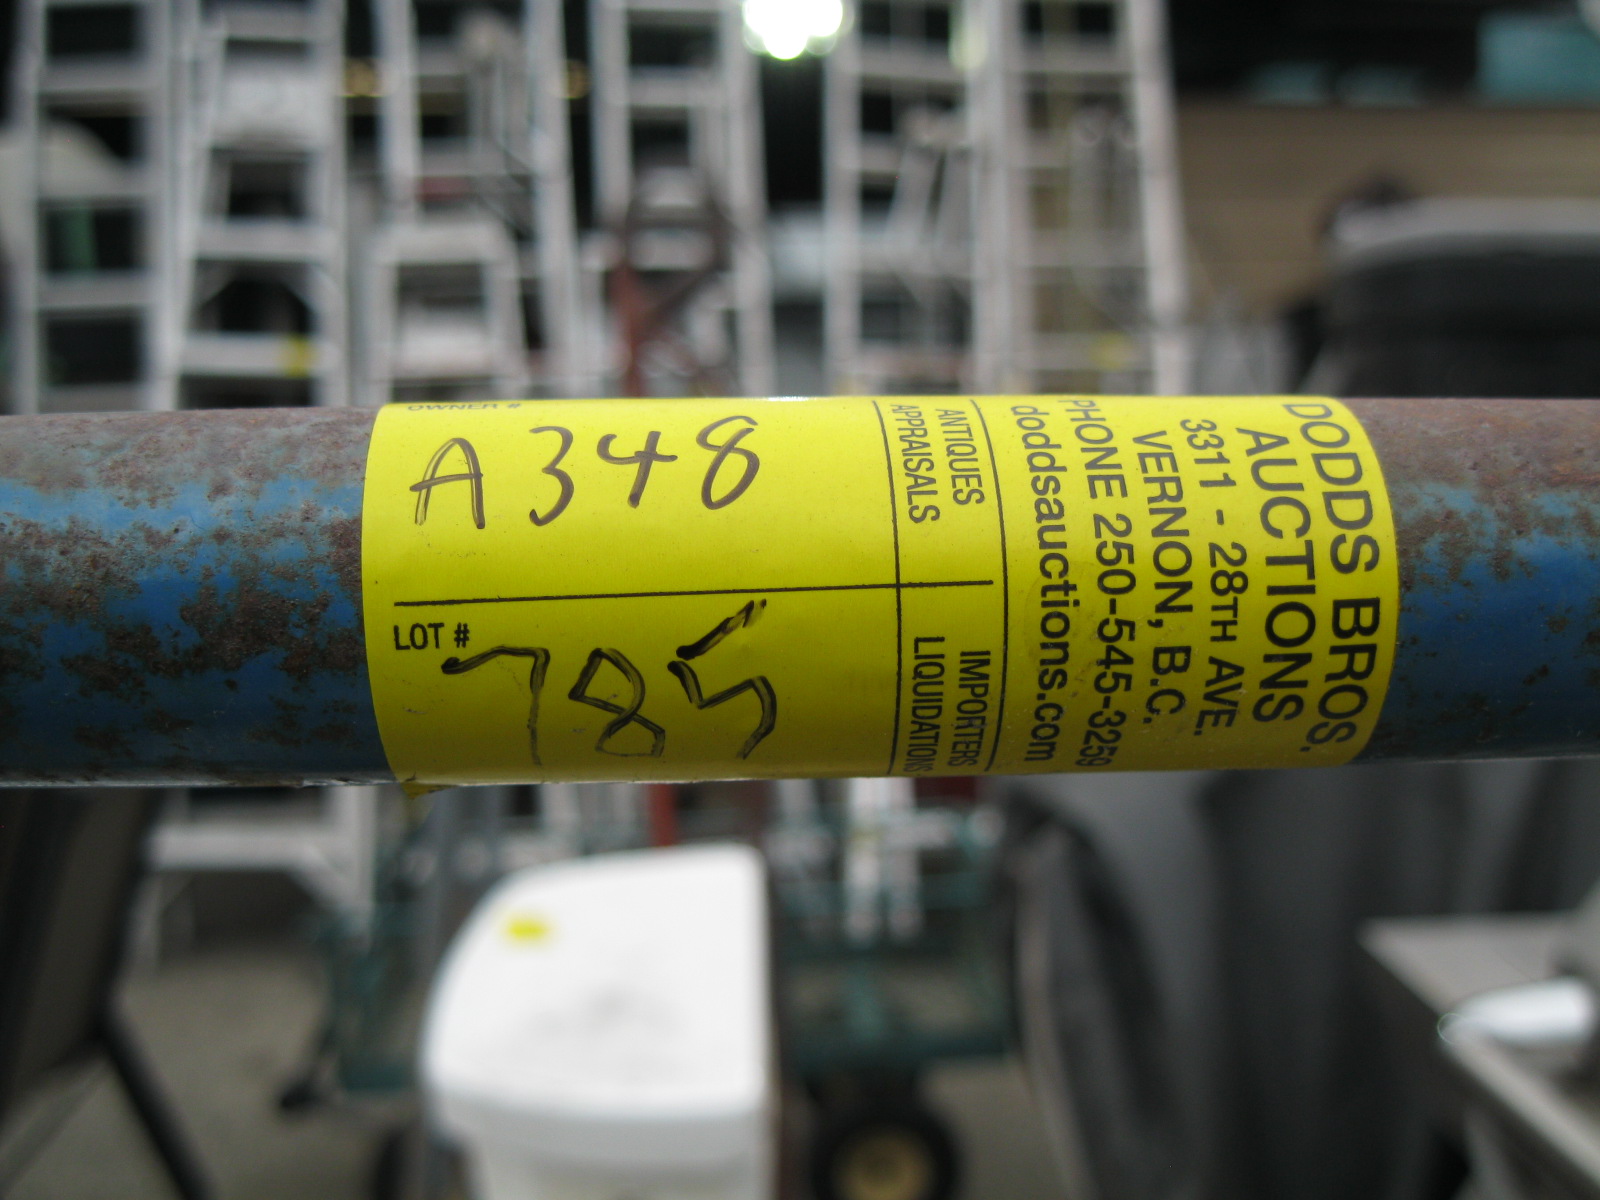 OWNER #
A348
LOT #
785
ANTIQUES
APPRAISALS
IMPORTERS
LIQUIDATIONS
DODDS BROS.
AUCTIONS
3311 - 28TH AVE.
VERNON, B.C.
PHONE 250-545-3259
doddsauctions.com